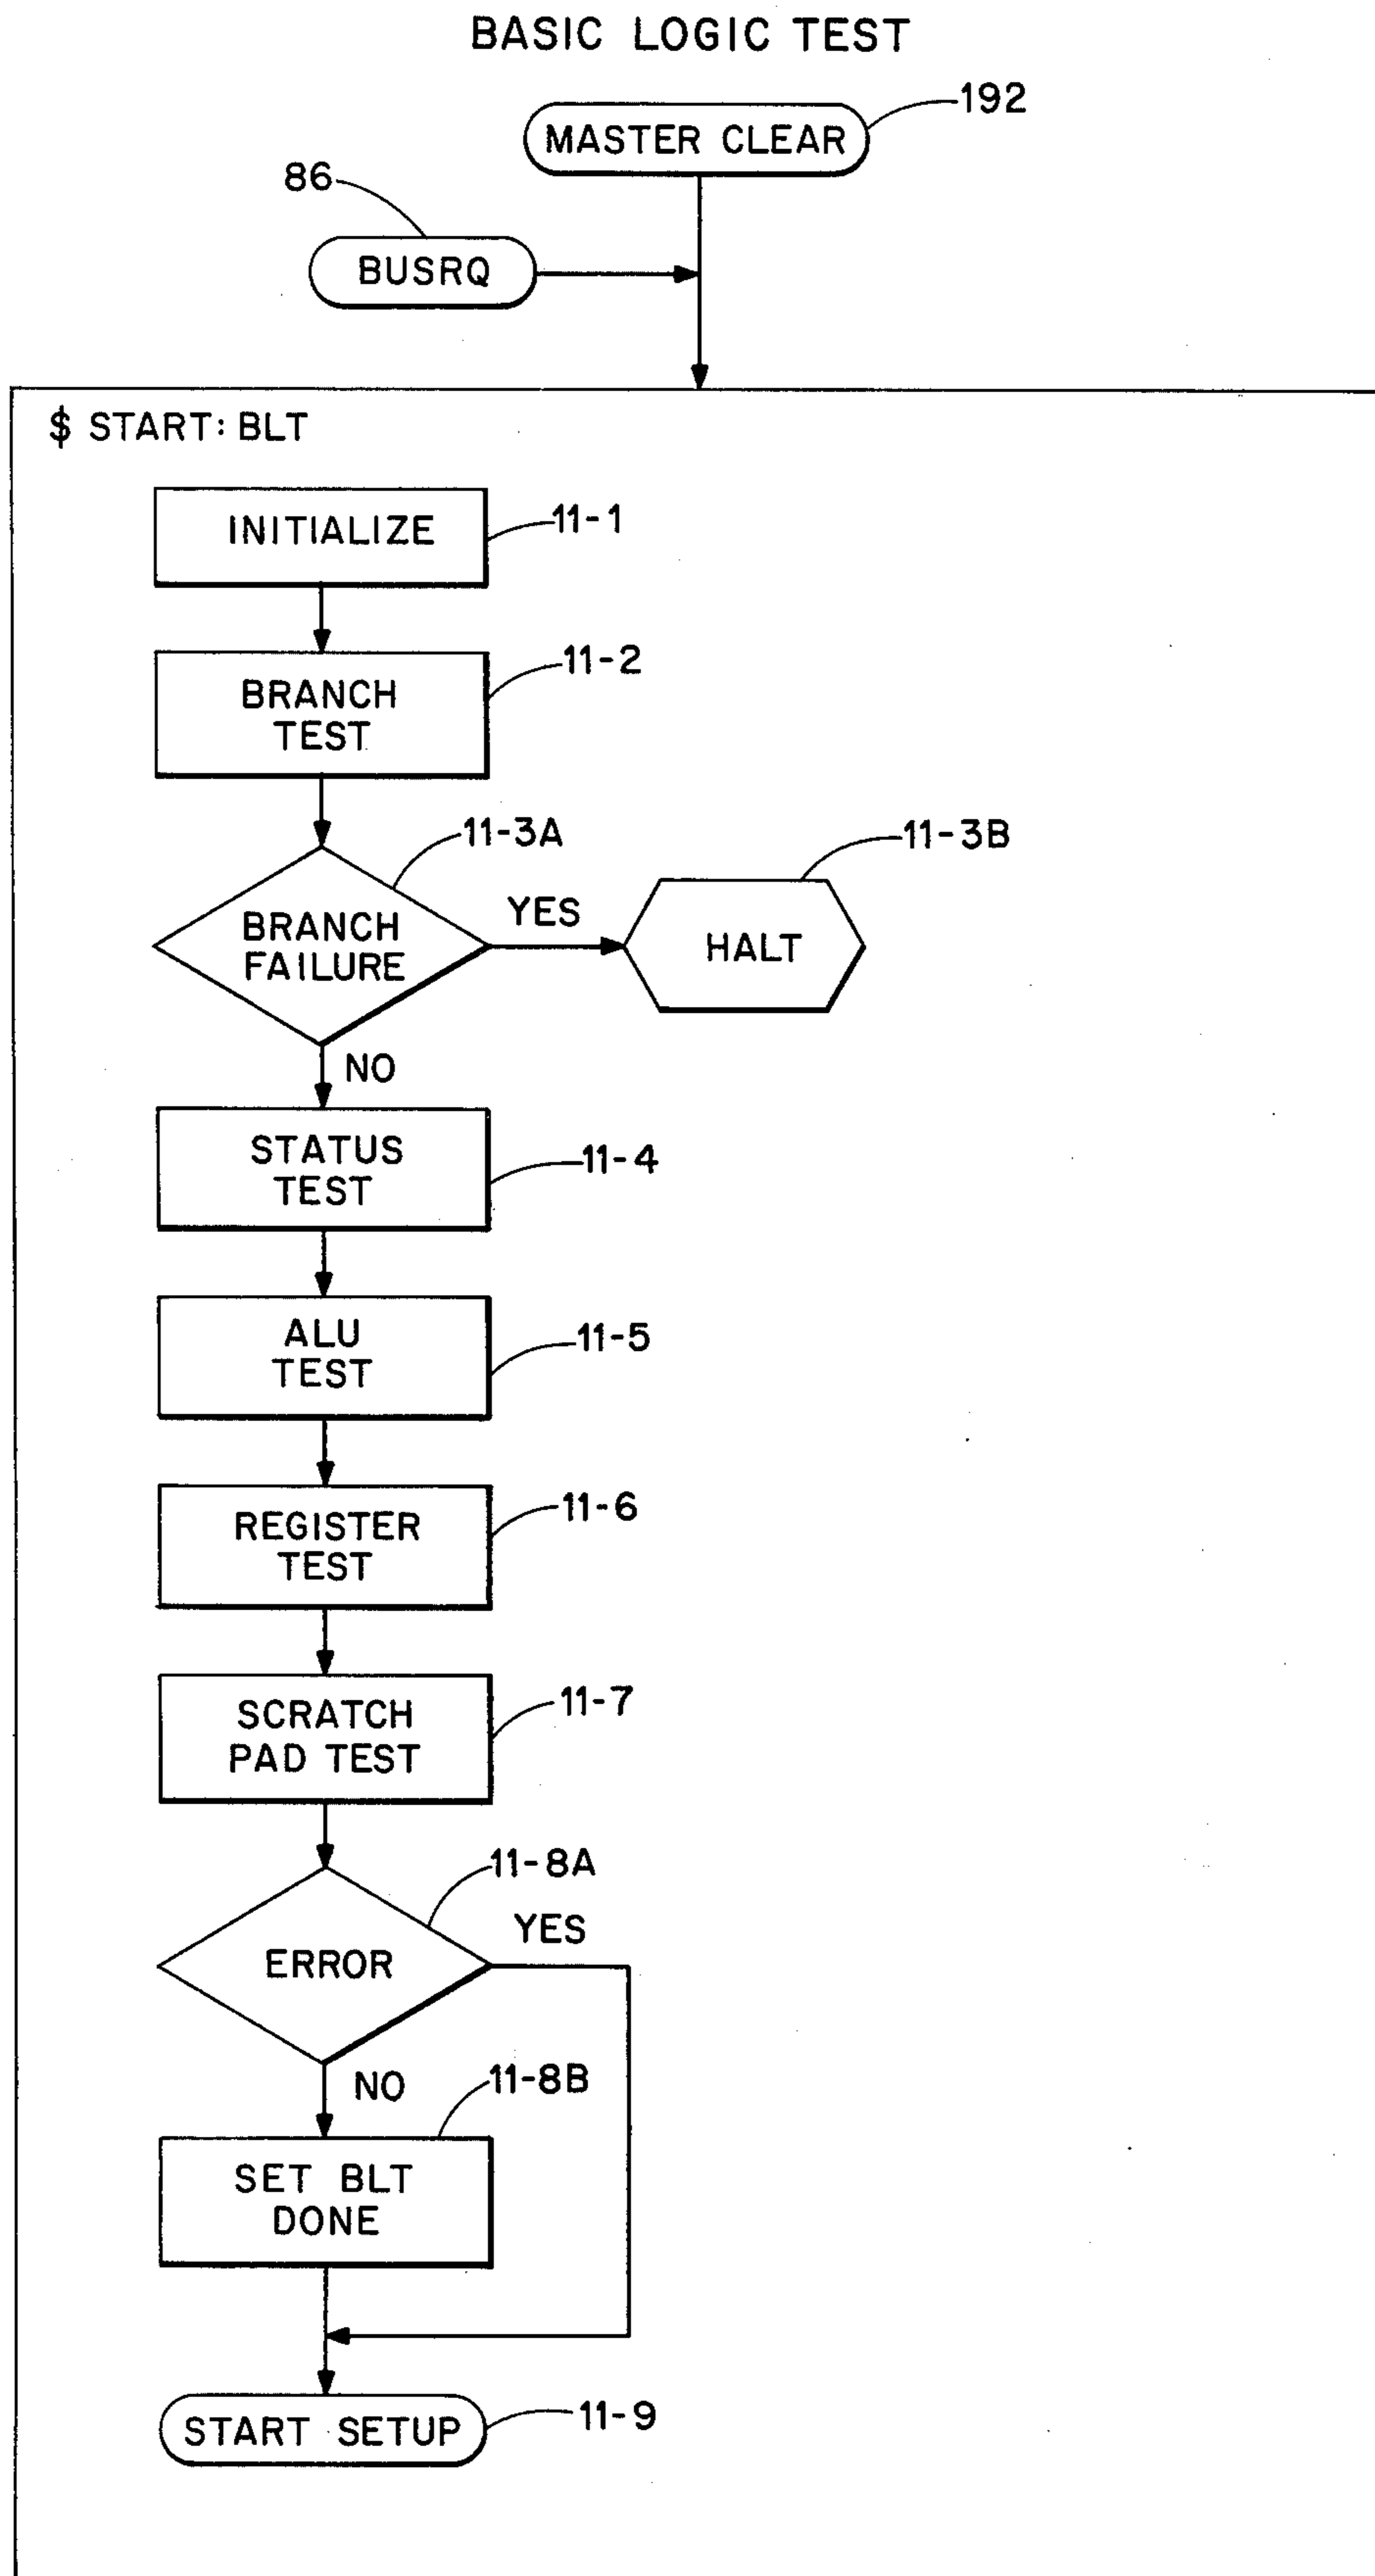 BASIC LOGIC TEST
192
MASTER CLEAR
86
BUSRQ
$ START: BLT
INITIALIZE
11-1
11-2
BRANCH
TEST
11-3A
11-3B
YES
BRANCH
FAILURE
HALT
NO
STATUS
TEST
11-4
ALU
TEST
11-5
REGISTER
TEST
11-6
SCRATCH
PAD TEST
11-7
11-8A
YES
ERROR
NO
11-8B
SET BLT
DONE
START SETUP
11-9